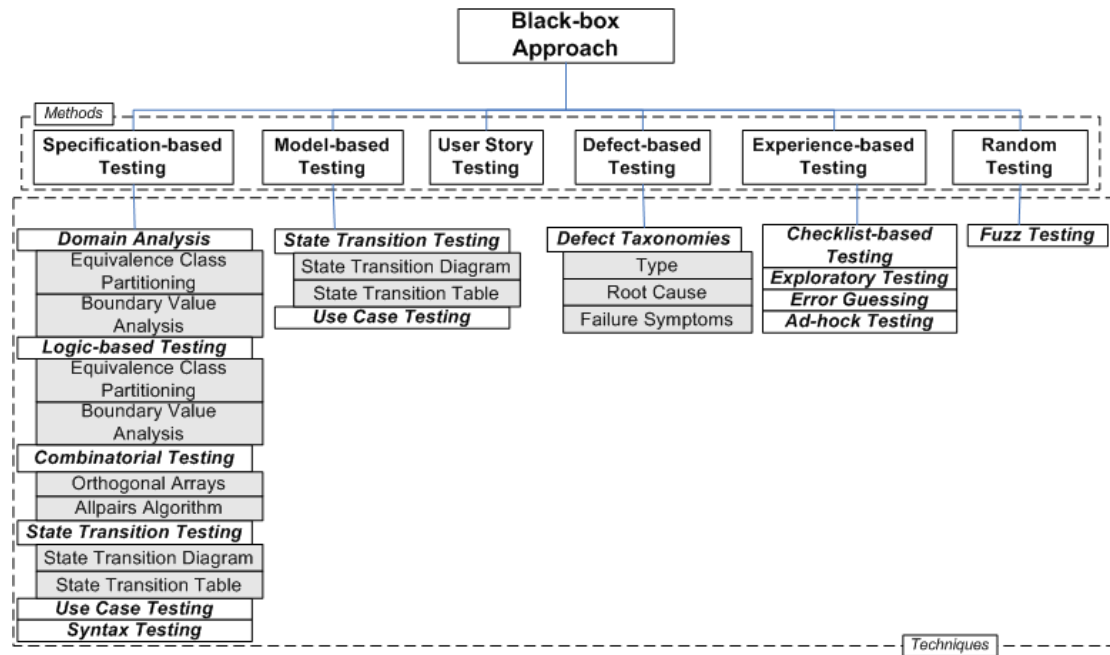 Black-box
Approach
Methods
Specification-based
Testing
Model-based
Testing
User Story
Testing
Defect-based
Testing
Experience-based
Testing
Random
Testing
Domain Analysis
Equivalence Class
Partitioning
Boundary Value
Analysis
Logic-based Testing
Equivalence Class
Partitioning
Boundary Value
Analysis
Combinatorial Testing
Orthogonal Arrays
Allpairs Algorithm
State Transition Testing
State Transition Diagram
State Transition Table
Use Case Testing
Syntax Testing
State Transition Testing
State Transition Diagram
State Transition Table
Use Case Testing
Defect Taxonomies
Type
Root Cause
Failure Symptoms
Checklist-based
Testing
Exploratory Testing
Error Guessing
Ad-hock Testing
Fuzz Testing
Techniques